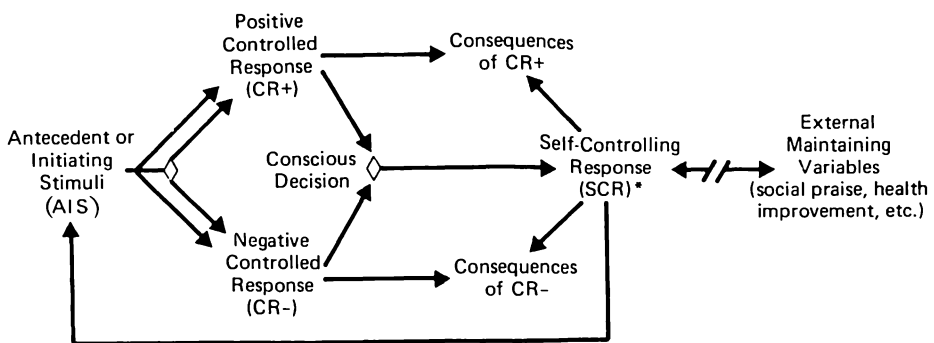 Positive
Controlled
Response
(CR+)
Consequences
of CR+
Antecedent or
Initiating
Stimuli
(AIS)
Conscious
Decision
Self-Controlling
Response
(SCR)*
External
Maintaining
Variables
(social praise, health
improvement, etc.)
Negative
Controlled
Response
(CR–)
Consequences
of CR–